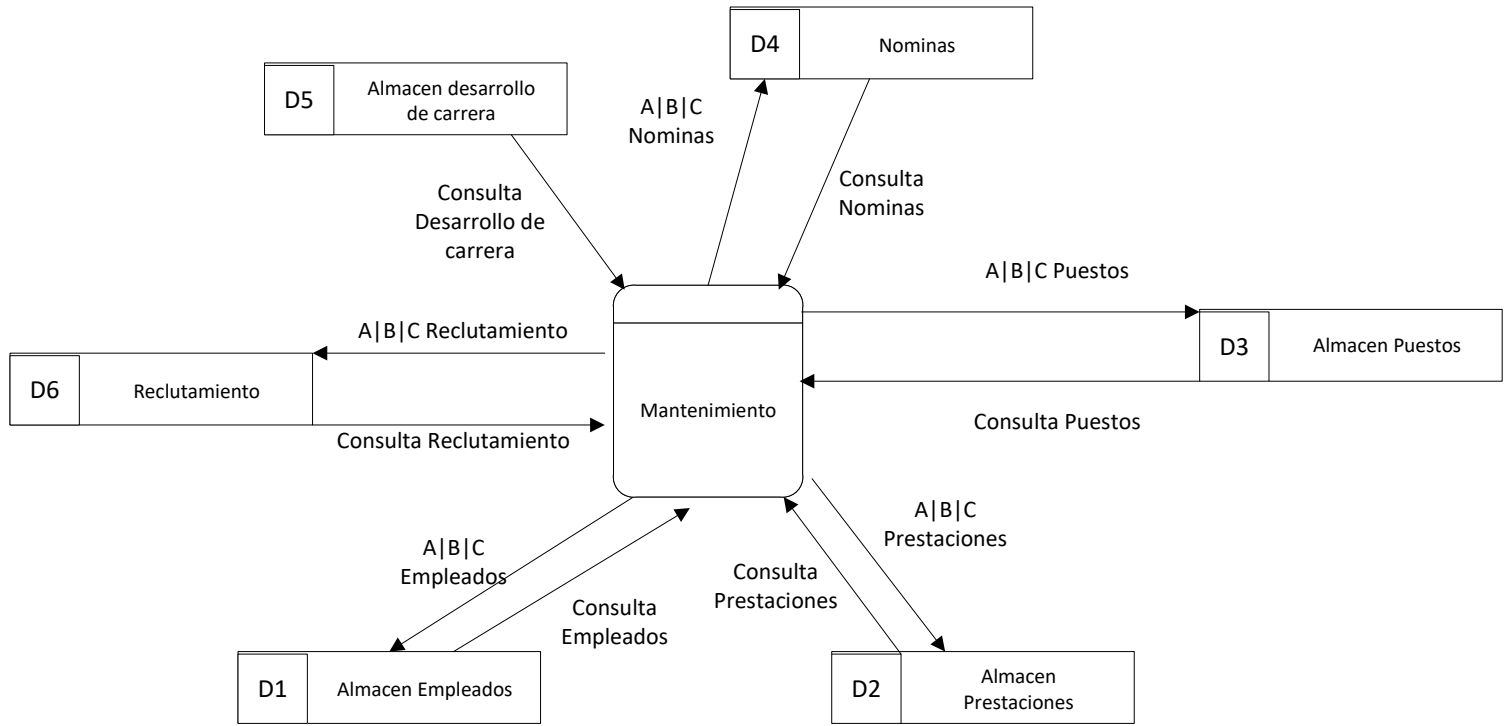 D4
Nominas
D5
Almacen desarrollo
de carrera
A|B|C
Nominas
Consulta
Desarrollo de
carrera
Consulta
Nominas
A|B|C Puestos
A|B|C Reclutamiento
D3
Almacen Puestos
D6
Reclutamiento
Mantenimiento
Consulta Puestos
Consulta Reclutamiento
A|B|C
Prestaciones
A|B|C
Empleados
Consulta
Prestaciones
Consulta
Empleados
D1
Almacen Empleados
D2
Almacen
Prestaciones